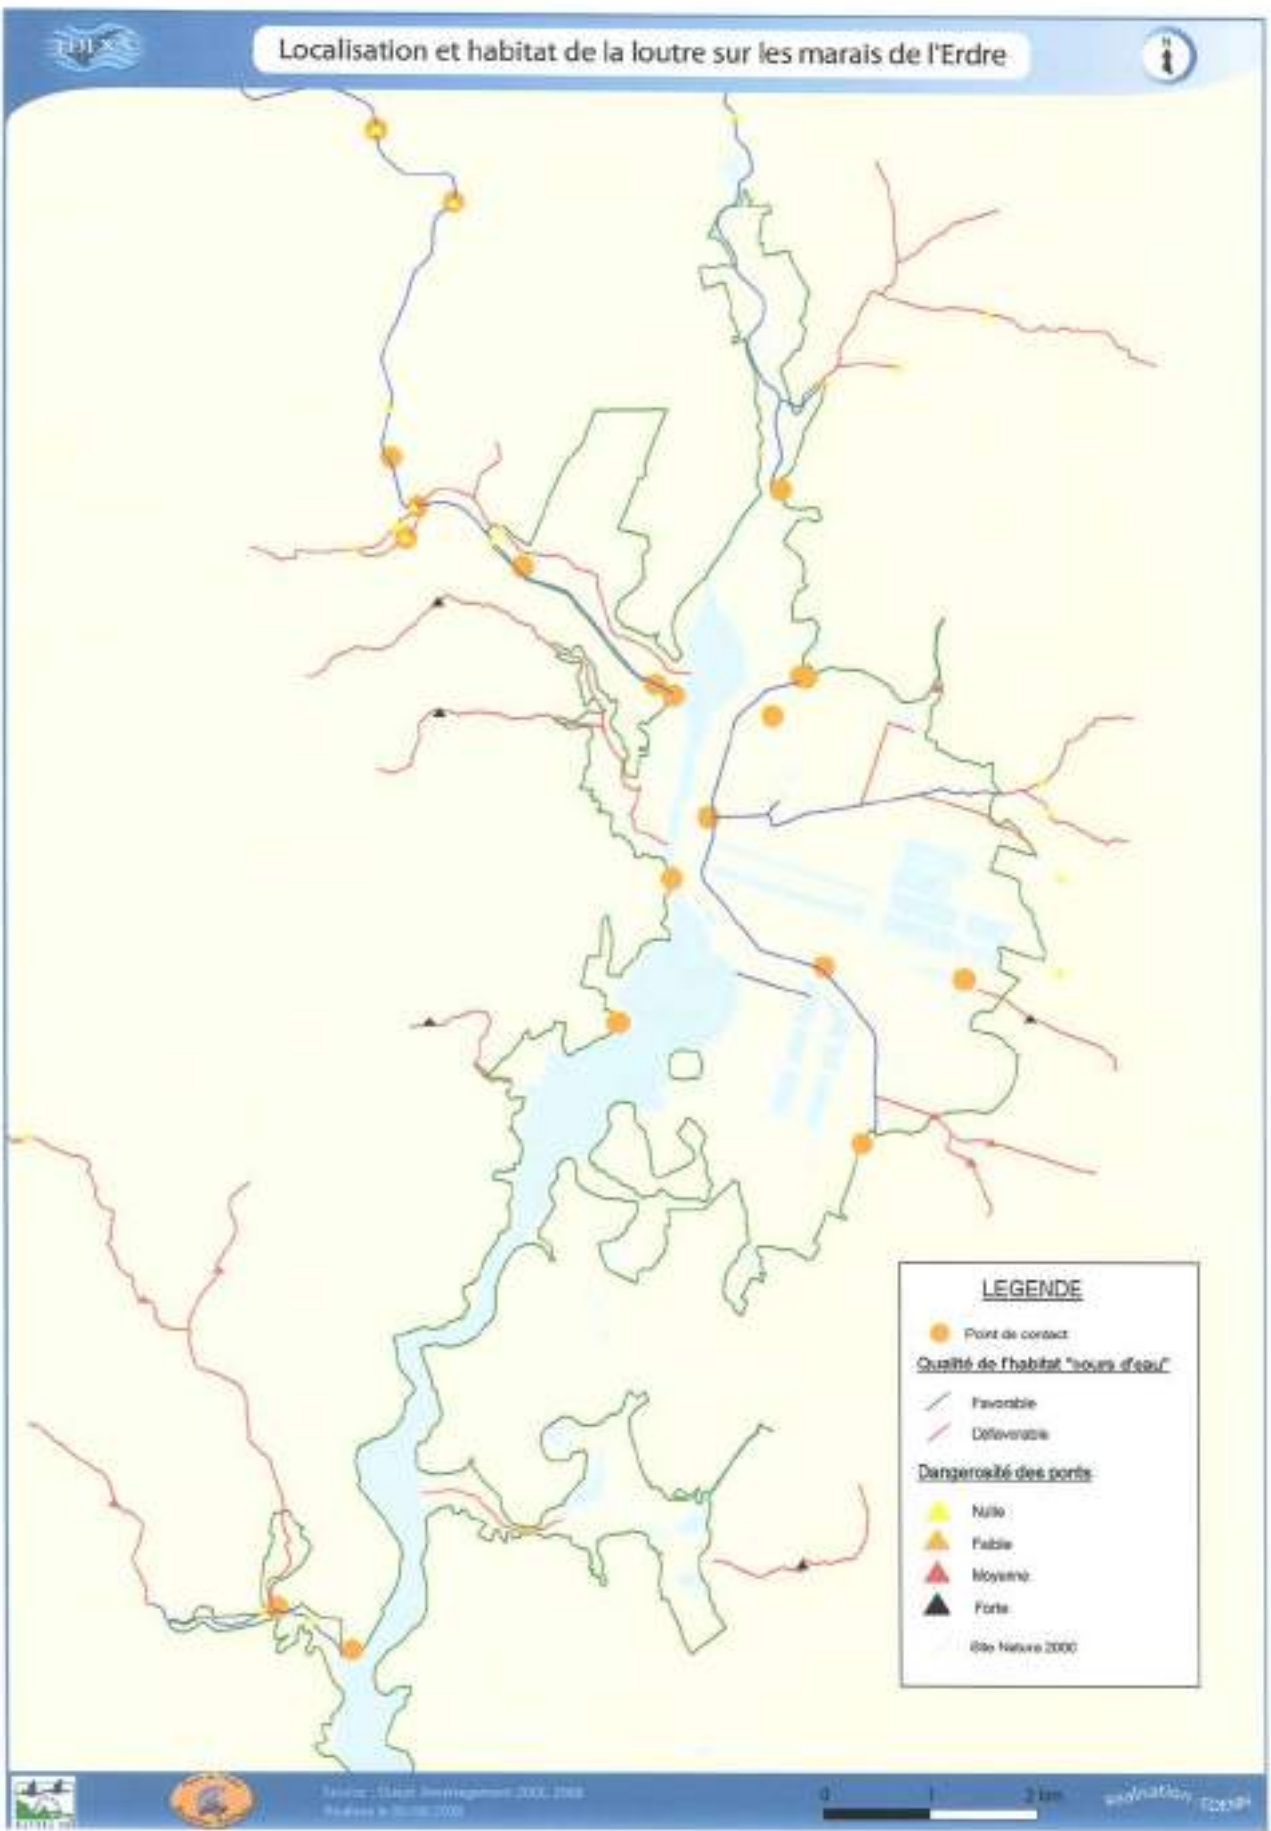 Localisation et habitat de la loutre sur les marais de l'Erdre
N
LEGENDE
Point de contact
Qualité de l'habitat "cours d'eau"
Favorable
Défavorable
Dangerosité des ponts
Nulle
Faible
Moyenne
Forte
Site Natura 2000
0 1 2 km
Réalisation